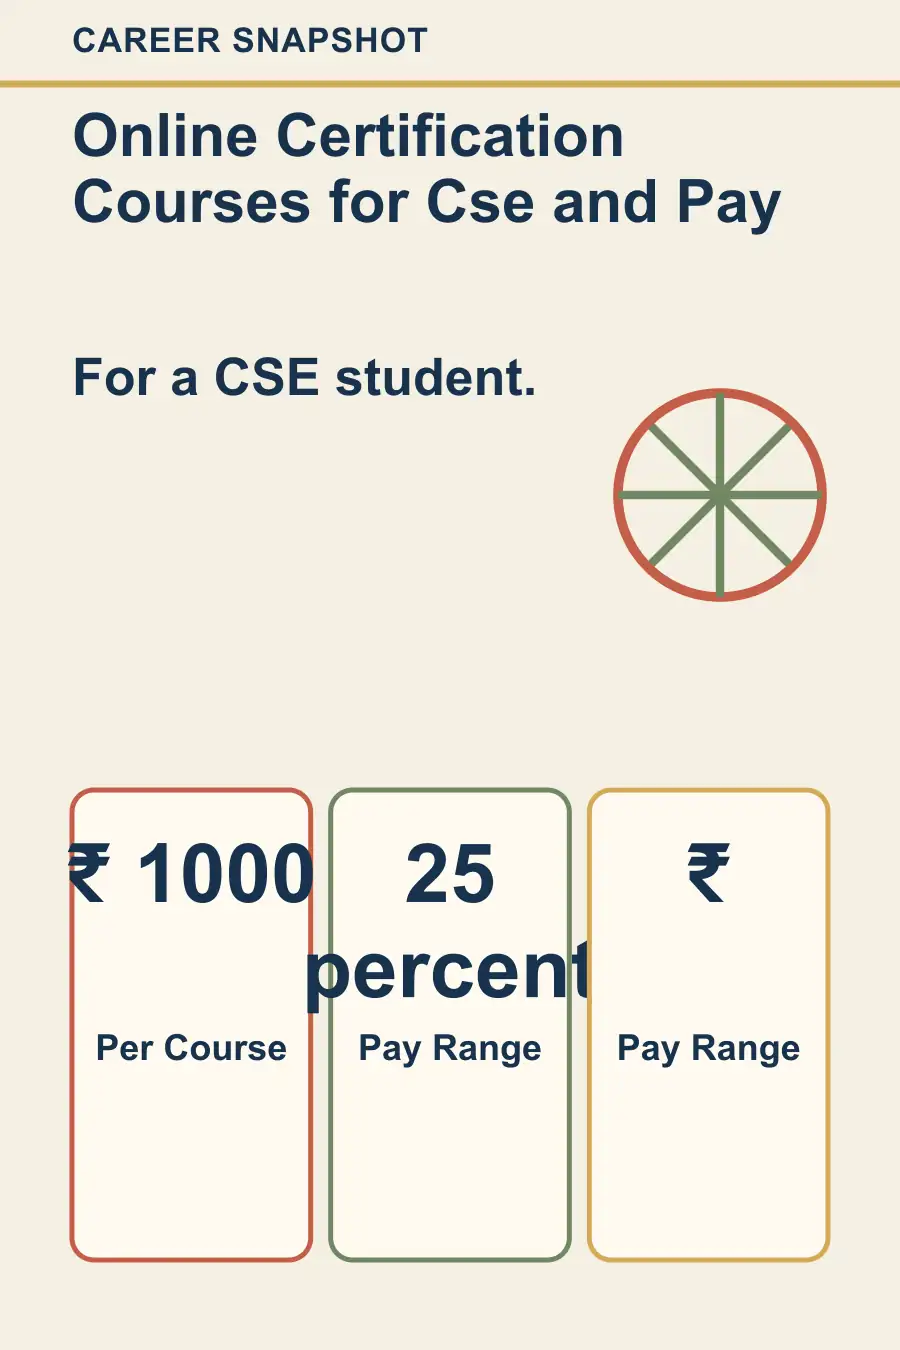 CAREER SNAPSHOT
Online Certification
Courses for Cse and Pay
For a CSE student.
₹ 1000
Per Course
25
percent
Pay Range
₹
Pay Range